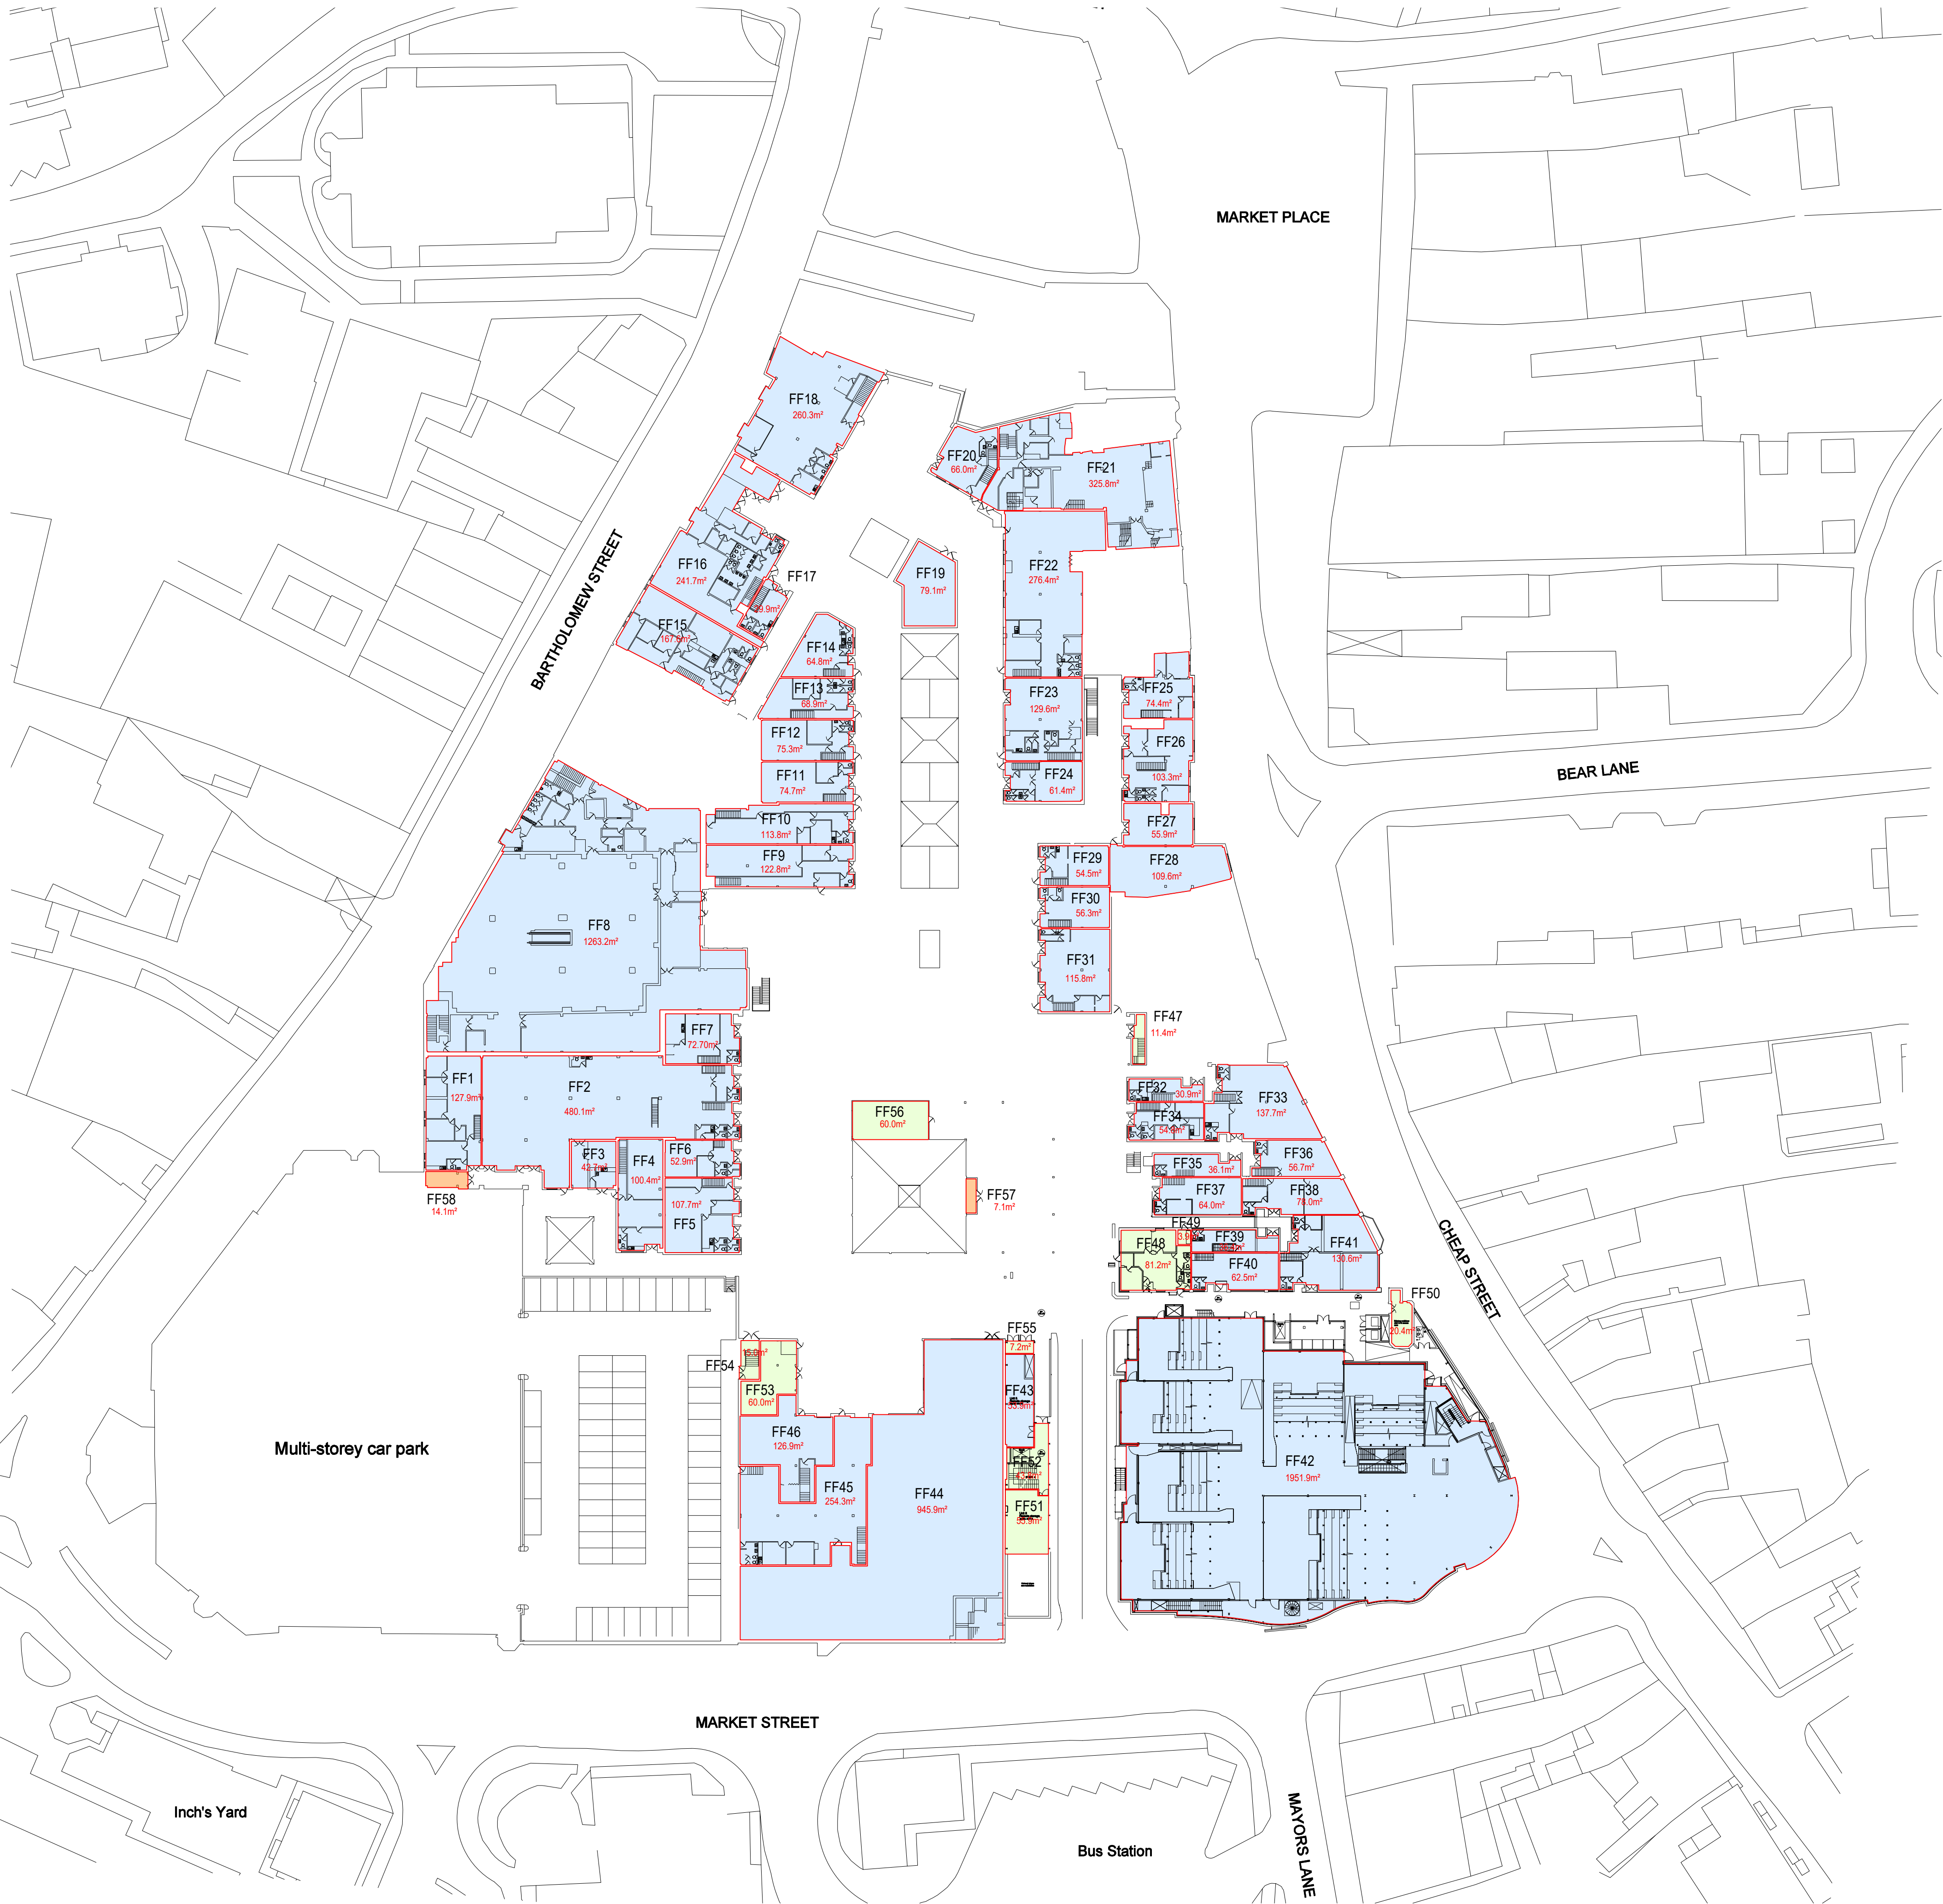 MARKET PLACE
FF18
260.3m²
FF20
66.0m²
FF21
325.8m²
BARTHOLOMEW STREET
FF16
241.7m²
FF17
FF19
79.1m²
FF22
276.4m²
FF15
FF14
64.8m²
FF13
68.9m²
FF23
129.6m²
FF25
74.4m²
FF12
75.3m²
FF26
103.3m²
FF11
74.7m²
FF24
61.4m²
BEAR LANE
FF10
113.8m²
FF27
55.9m²
FF9
122.8m²
FF29
54.5m²
FF28
109.6m²
FF8
1263.2m²
FF30
56.3m²
FF31
115.8m²
FF7
72.70m²
FF47
11.4m²
FF1
127.9m²
FF2
480.1m²
FF32
30.9m²
FF33
137.7m²
FF56
60.0m²
FF34
FF3
FF4
100.4m²
FF6
52.9m²
FF35
36.1m²
FF36
56.7m²
FF58
14.1m²
107.7m²
FF5
FF57
7.1m²
FF37
64.0m²
FF38
78.0m²
FF49
FF48
81.2m²
FF39
FF40
62.5m²
FF41
130.6m²
CHEAP STREET
FF50
20.4m²
FF55
7.2m²
FF54
FF53
60.0m²
FF43
FF46
126.9m²
Multi-storey car park
FF45
254.3m²
FF44
945.9m²
FF52
FF51
FF42
1951.9m²
MARKET STREET
Inch's Yard
Bus Station
MAYORS LANE